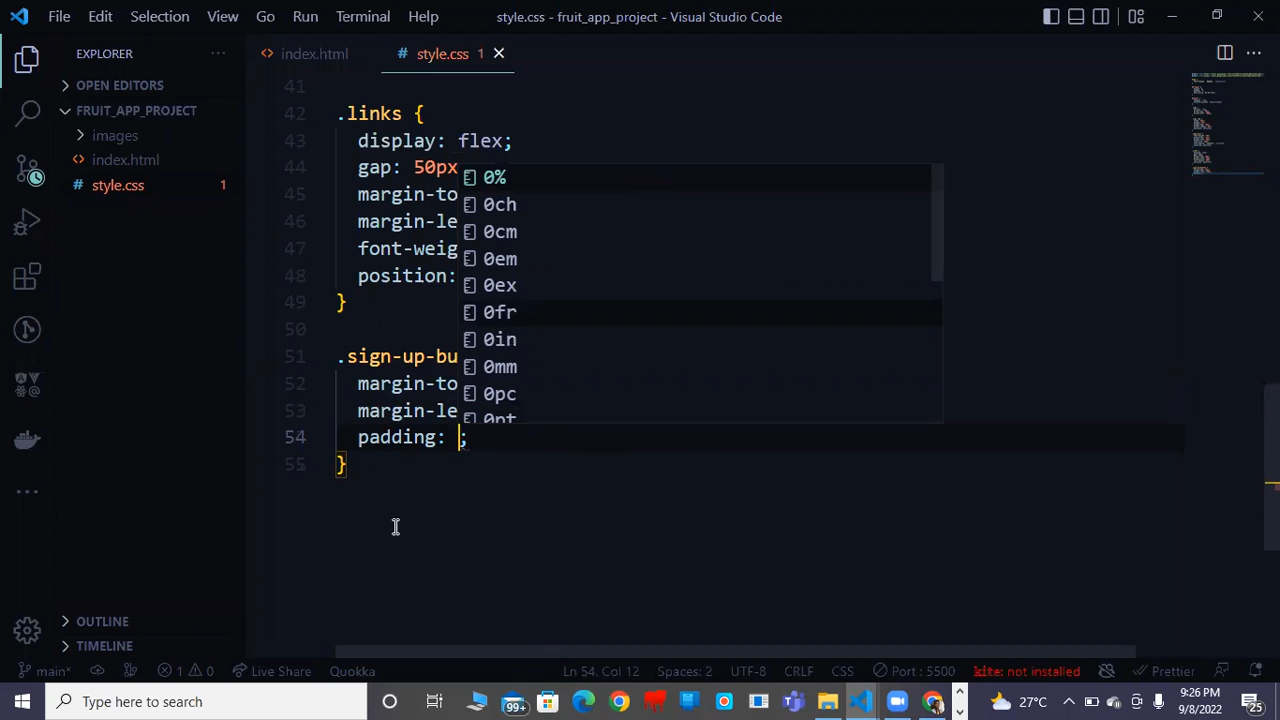 File Edit Selection View Go Run Terminal Help
style.css - fruit_app_project - Visual Studio Code
EXPLORER
OPEN EDITORS
FRUIT_APP_PROJECT
images
index.html
style.css 1
OUTLINE
TIMELINE
index.html
# style.css 1
41
42 .links {
43 display: flex;
44 gap: 50px
45 margin-to
46 margin-le
47 font-weig
48 position:
49 }
50
51 .sign-up-bu
52 margin-to
53 margin-le
54 padding: ;
55 }
0%
0ch
0cm
0em
0ex
0fr
0in
0mm
0pc
0pt
main* 1 0 Live Share Quokka Ln 54, Col 12 Spaces: 2 UTF-8 CRLF CSS Port : 5500 kite: not installed Prettier
Type here to search
99+
27°C
9:26 PM
9/8/2022
25